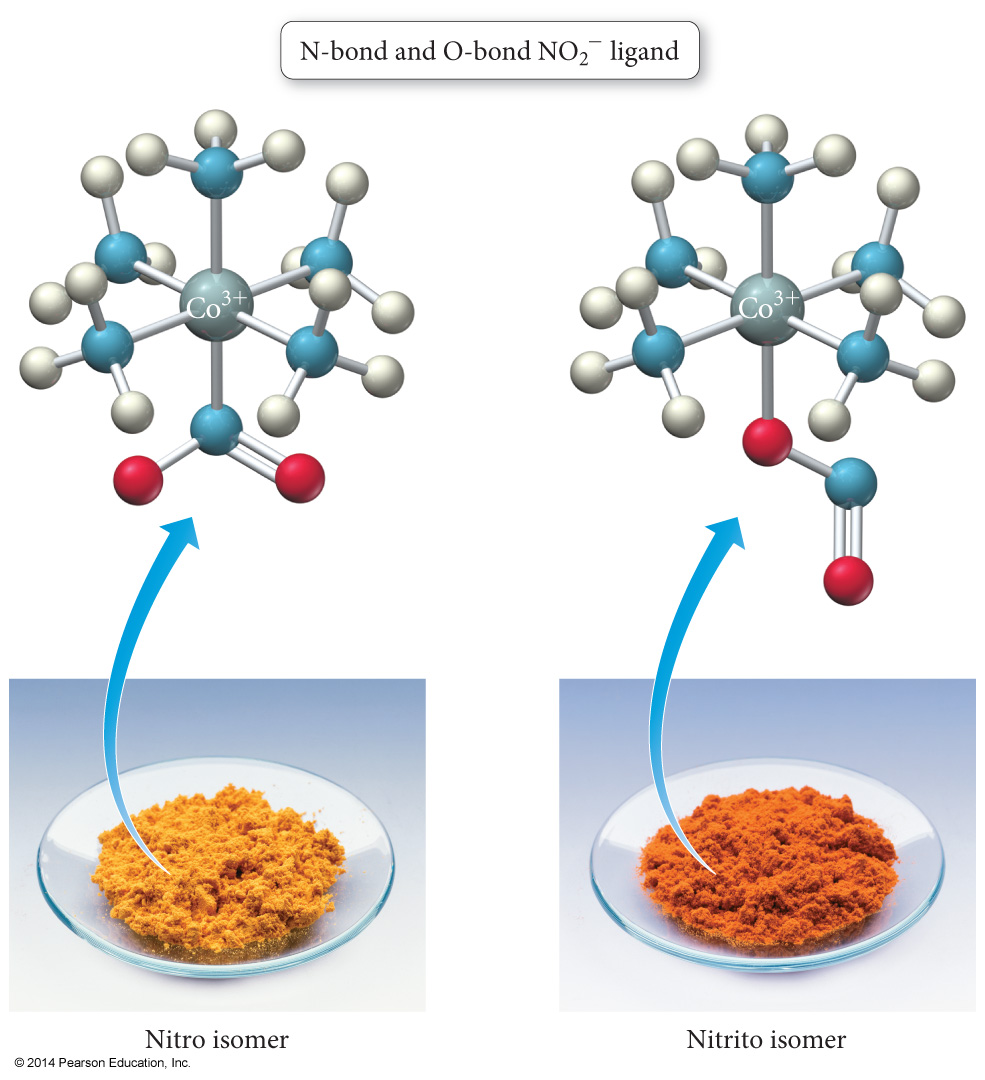 N-bond and O-bond NO₂⁻ ligand
Co³⁺
Co³⁺
Nitro isomer
Nitrito isomer
© 2014 Pearson Education, Inc.